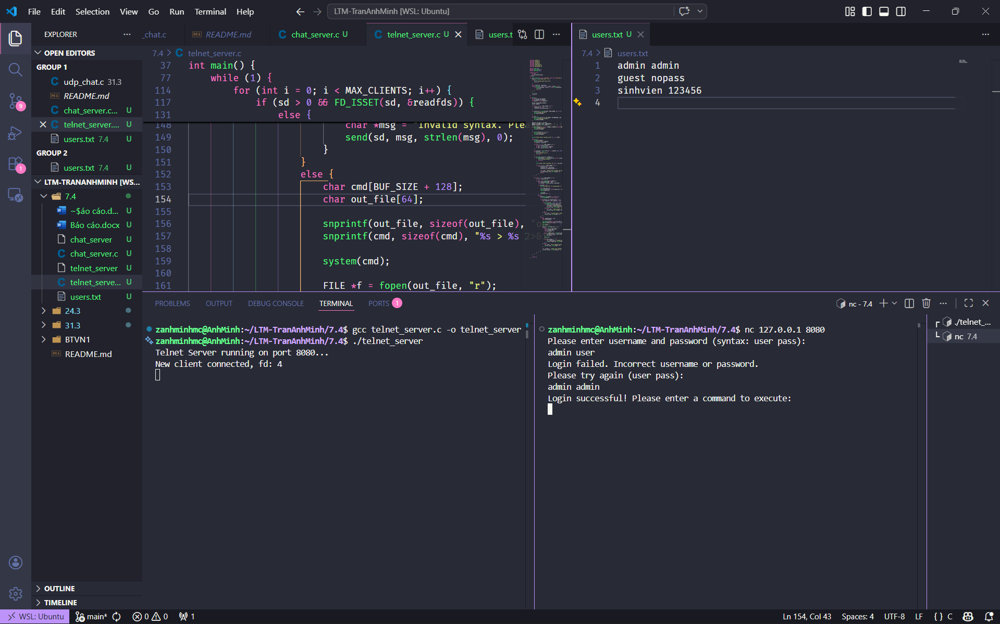 File Edit Selection View Go Run Terminal Help
LTM-TranAnhMinh [WSL: Ubuntu]
EXPLORER
_chat.c
README.md
chat_server.c U
telnet_server.c U
users.t
users.txt U
OPEN EDITORS
GROUP 1
udp_chat.c 31.3
README.md
chat_server.c... U
telnet_server.... U
users.txt 7.4 U
GROUP 2
users.txt 7.4 U
LTM-TRANANHMINH [WS...
7.4
~$áo cáo.d... U
Báo cáo.docx U
chat_server U
chat_server.c U
telnet_server U
telnet_serve... U
users.txt U
24.3
31.3
BTVN1
README.md
OUTLINE
TIMELINE
7.4 > telnet_server.c
37 int main() {
77 while (1) {
114 for (int i = 0; i < MAX_CLIENTS; i++) {
117 if (sd > 0 && FD_ISSET(sd, &readfds)) {
131 else {
148 char *msg = "Invalid syntax. Ple
149 send(sd, msg, strlen(msg), 0);
150 }
151 }
152 else {
153 char cmd[BUF_SIZE + 128];
154 char out_file[64];
155
156 snprintf(out_file, sizeof(out_file), "o
157 snprintf(cmd, sizeof(cmd), "%s > %s 2>&
158
159 system(cmd);
160
161 FILE *f = fopen(out_file, "r");
7.4 > users.txt
1 admin admin
2 guest nopass
3 sinhvien 123456
4
PROBLEMS OUTPUT DEBUG CONSOLE TERMINAL PORTS 1
nc - 7.4
zanhminhmc@AnhMinh:~/LTM-TranAnhMinh/7.4$ gcc telnet_server.c -o telnet_server
zanhminhmc@AnhMinh:~/LTM-TranAnhMinh/7.4$ ./telnet_server
Telnet Server running on port 8080...
New client connected, fd: 4
zanhminhmc@AnhMinh:~/LTM-TranAnhMinh/7.4$ nc 127.0.0.1 8080
Please enter username and password (syntax: user pass):
admin user
Login failed. Incorrect username or password.
Please try again (user pass):
admin admin
Login successful! Please enter a command to execute:
./telnet_...
nc 7.4
9
1
WSL: Ubuntu main* 0 0 1
Ln 154, Col 43 Spaces: 4 UTF-8 LF { } C